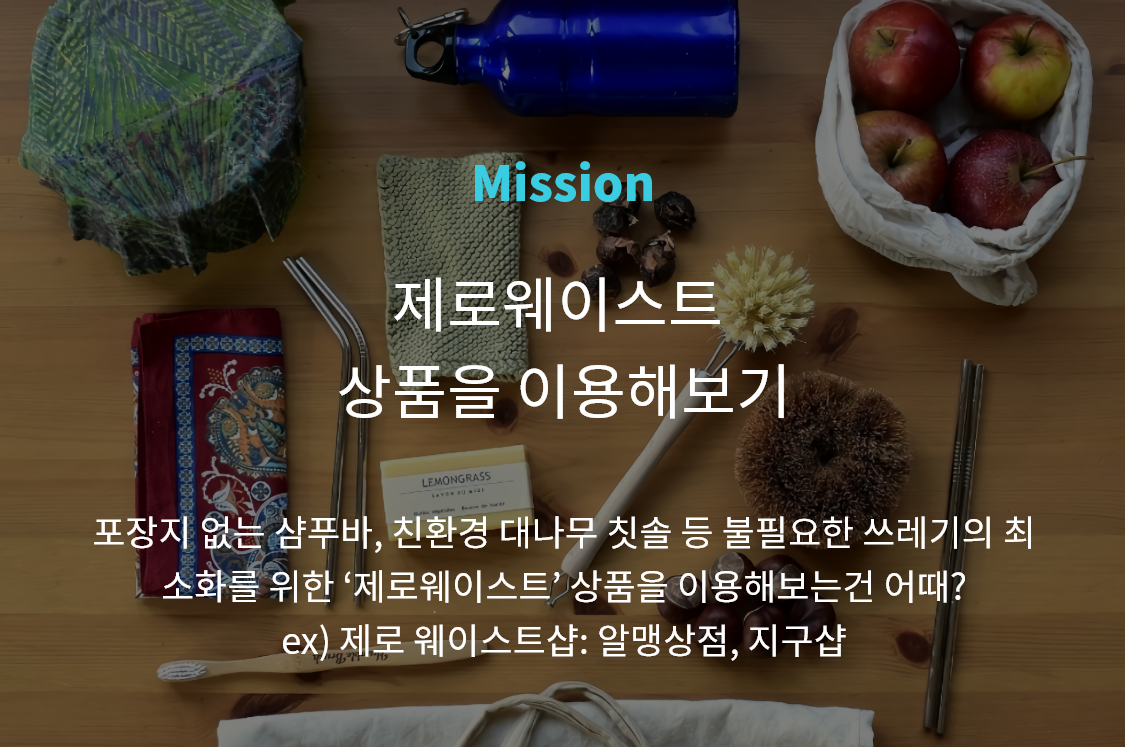 Mission
제로웨이스트
상품을 이용해보기
LEMONGRASS
포장지 없는 샴푸바, 친환경 대나무 칫솔 등 불필요한 쓰레기의 최
소화를 위한 ‘제로웨이스트’ 상품을 이용해보는건 어때?
ex) 제로 웨이스트샵: 알맹상점, 지구샵